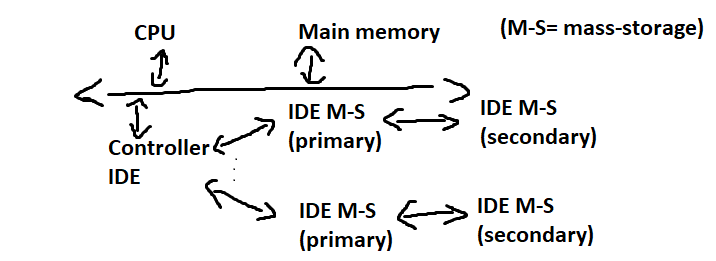 CPU
Main memory
(M-S= mass-storage)
Controller
IDE
IDE M-S
(primary)
IDE M-S
(secondary)
IDE M-S
(primary)
IDE M-S
(secondary)